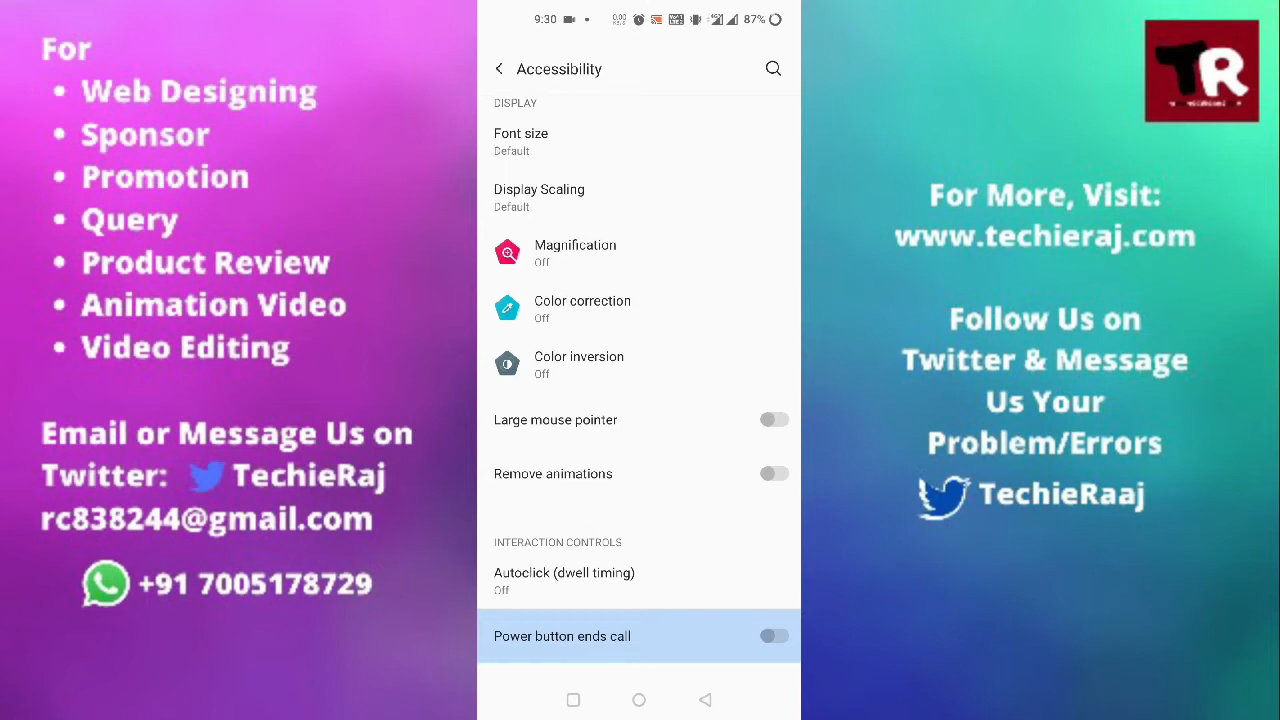 For
• Web Designing
• Sponsor
• Promotion
• Query
• Product Review
• Animation Video
• Video Editing
Email or Message Us on
Twitter: TechieRaj
rc838244@gmail.com
+91 7005178729
9:30
87%
Accessibility
DISPLAY
Font size
Default
Display Scaling
Default
Magnification
Off
Color correction
Off
Color inversion
Off
Large mouse pointer
Remove animations
INTERACTION CONTROLS
Autoclick (dwell timing)
Off
Power button ends call
TR
For More, Visit:
www.techieraj.com
Follow Us on
Twitter & Message
Us Your
Problem/Errors
TechieRaaj